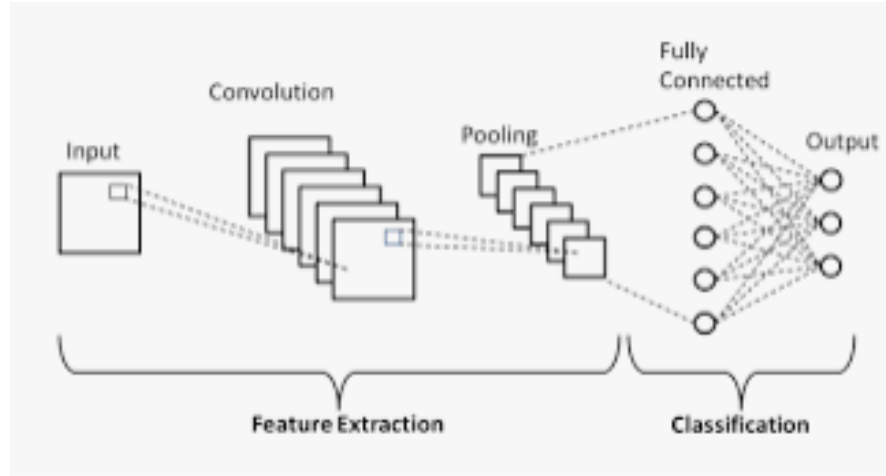 Fully
Connected
Convolution
Pooling
Output
Input
Feature Extraction
Classification